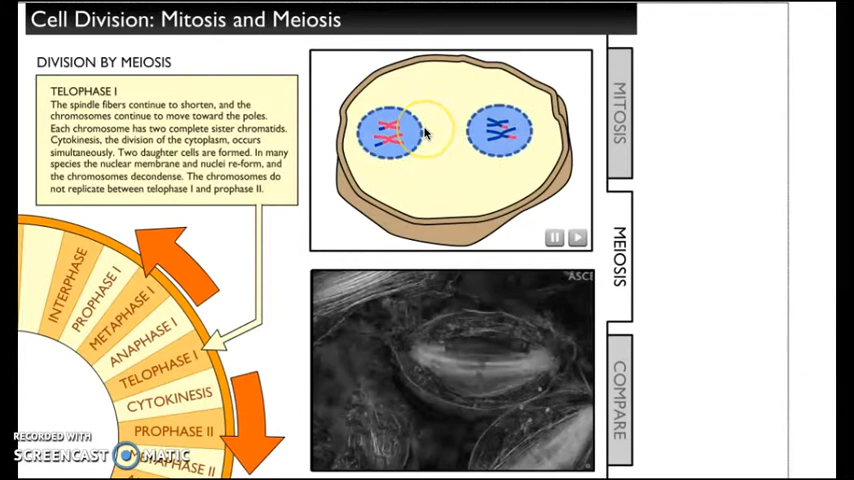 Cell Division: Mitosis and Meiosis
DIVISION BY MEIOSIS
TELOPHASE I
The spindle fibers continue to shorten, and the
chromosomes continue to move toward the poles.
Each chromosome has two complete sister chromatids.
Cytokinesis, the division of the cytoplasm, occurs
simultaneously. Two daughter cells are formed. In many
species the nuclear membrane and nuclei re-form, and
the chromosomes decondense. The chromosomes do
not replicate between telophase I and prophase II.
MITOSIS
MEIOSIS
COMPARE
ASCB
INTERPHASE
PROPHASE I
METAPHASE I
ANAPHASE I
TELOPHASE I
CYTOKINESIS
PROPHASE II
METAPHASE II
RECORDED WITH
SCREENCAST MATIC